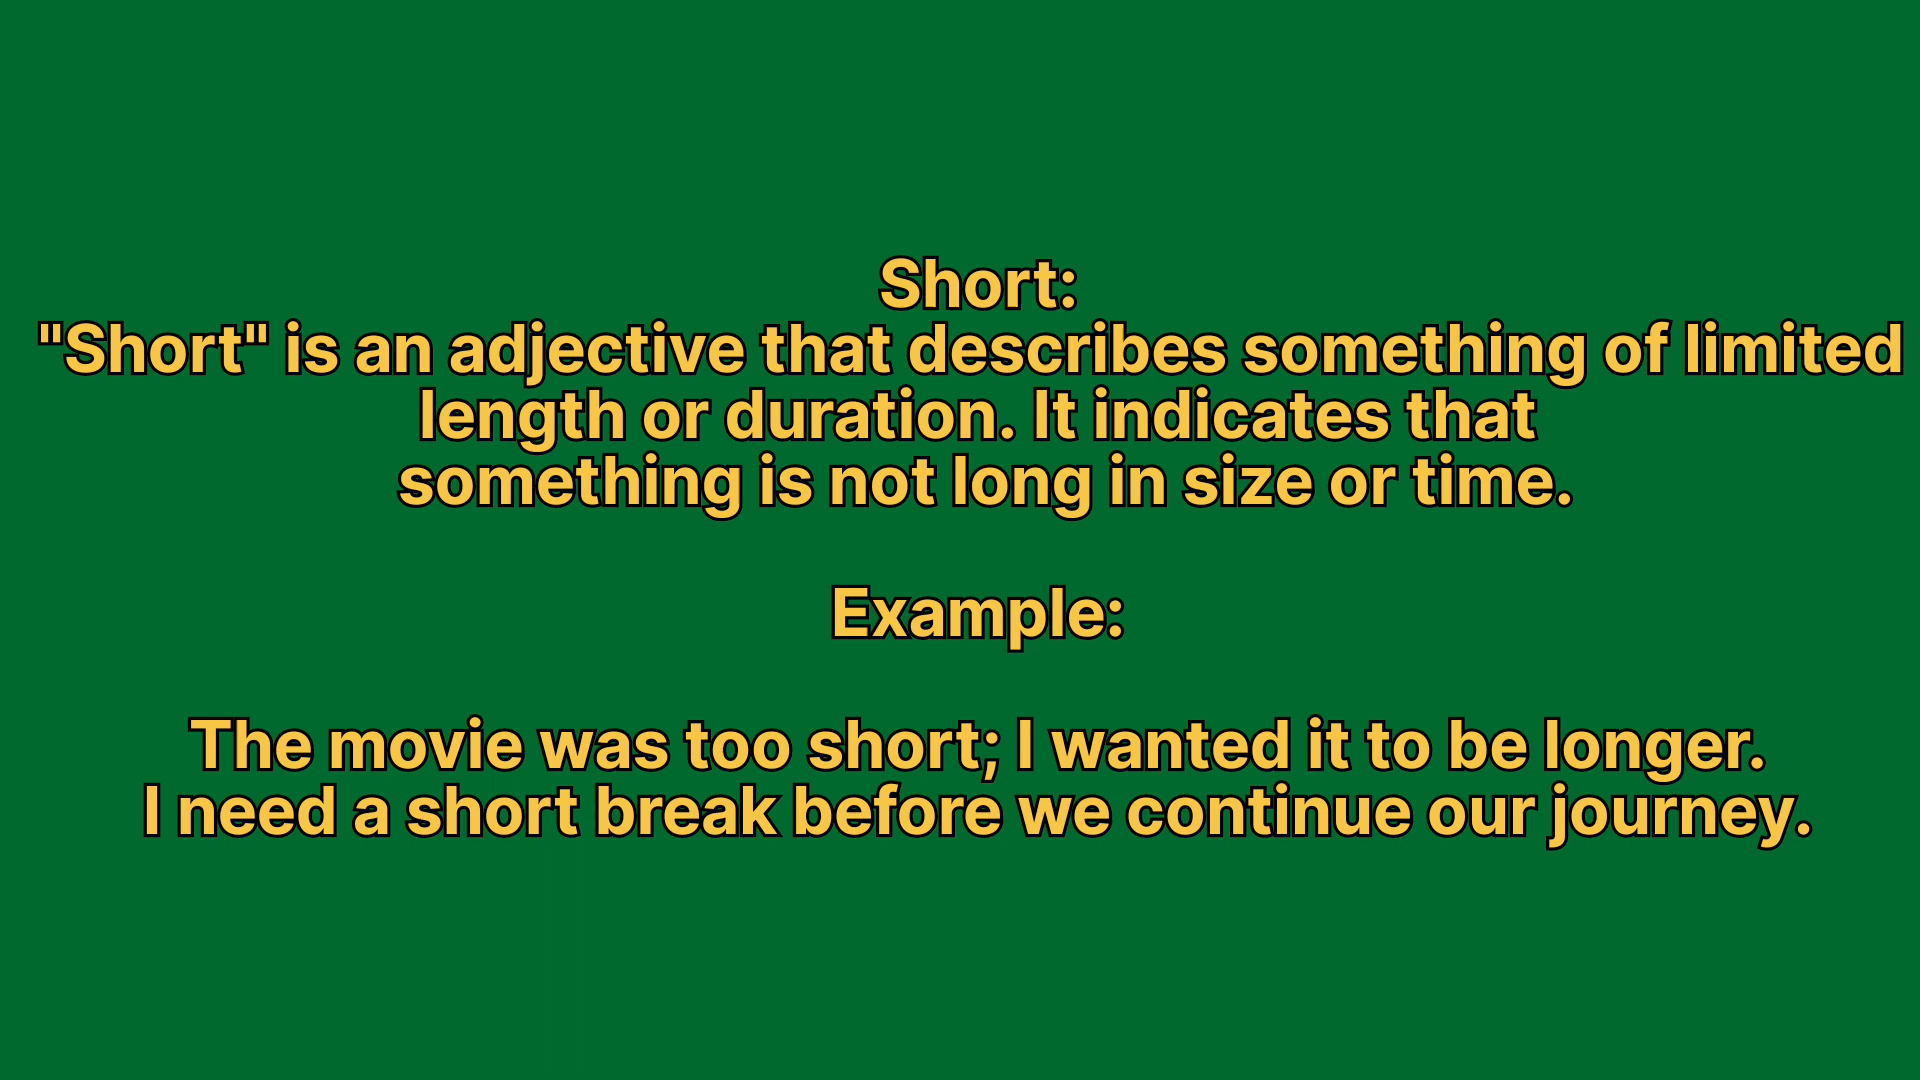 Short:
"Short" is an adjective that describes something of limited
length or duration. It indicates that
something is not long in size or time.
Example:
The movie was too short; I wanted it to be longer.
I need a short break before we continue our journey.